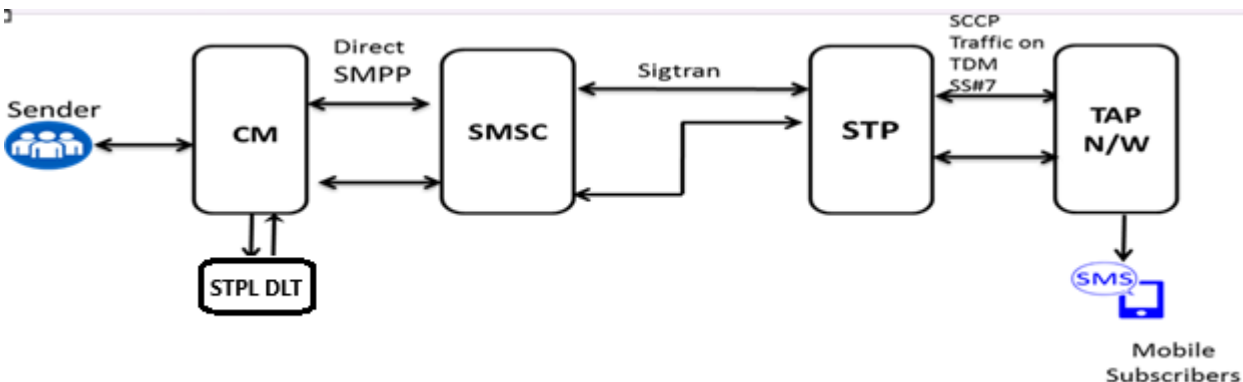 Sender
CM
STPL DLT
Direct
SMPP
SMSC
Sigtran
STP
SCCP
Traffic on
TDM
SS#7
TAP
N/W
SMS
Mobile
Subscribers